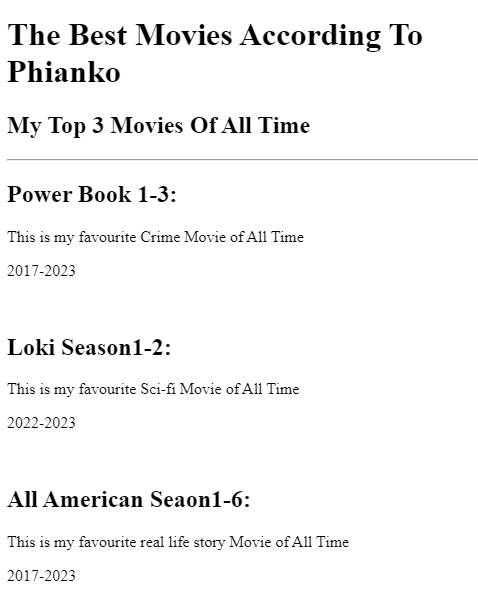 The Best Movies According To
Phianko
My Top 3 Movies Of All Time
Power Book 1-3:
This is my favourite Crime Movie of All Time
2017-2023
Loki Season1-2:
This is my favourite Sci-fi Movie of All Time
2022-2023
All American Seaon1-6:
This is my favourite real life story Movie of All Time
2017-2023